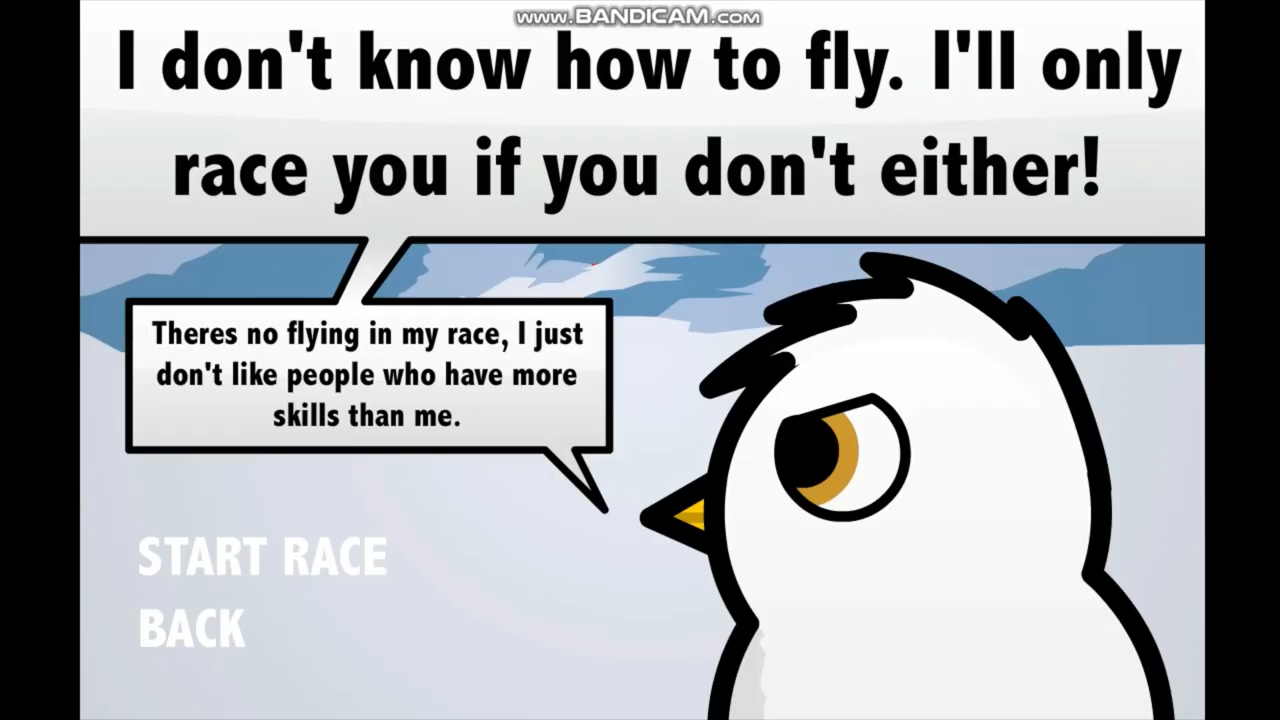 www.BANDICAM.com
I don't know how to fly. I'll only
race you if you don't either!
Theres no flying in my race, I just
don't like people who have more
skills than me.
START RACE
BACK